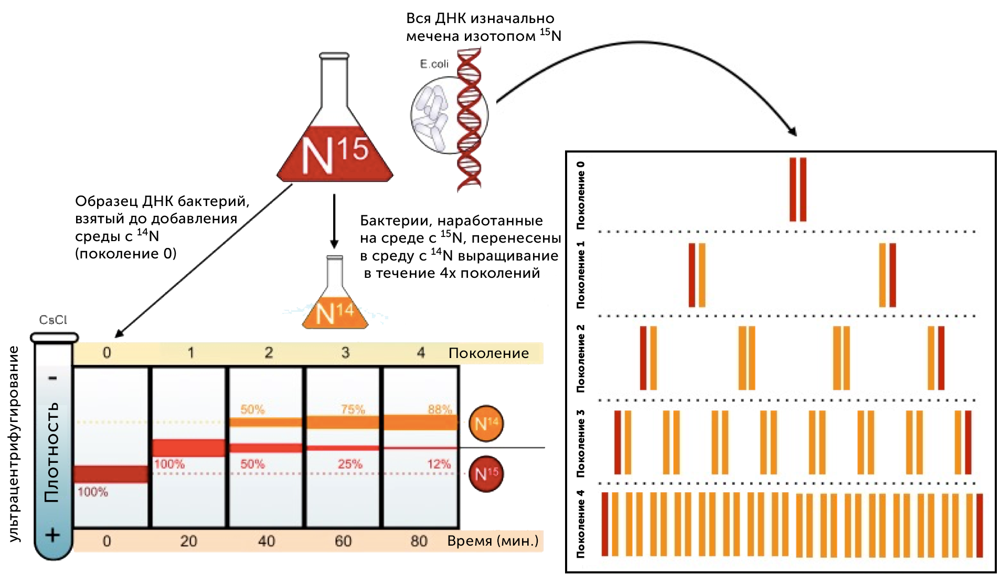 Вся ДНК изначально
мечена изотопом ¹⁵N
E.coli
N¹⁵
Образец ДНК бактерий,
взятый до добавления
среды с ¹⁴N
(поколение 0)
Бактерии, наработанные
на среде с ¹⁵N, перенесены
в среду с ¹⁴N выращивание
в течение 4х поколений
N¹⁴
CsCl
ультрацентрифугирование
-
Плотность
+
0 1 2 3 4 Поколение
50% 75% 88%
N¹⁴
100% 50% 25% 12%
N¹⁵
100%
0 20 40 60 80 Время (мин.)
Поколение 0
Поколение 1
Поколение 2
Поколение 3
Поколение 4